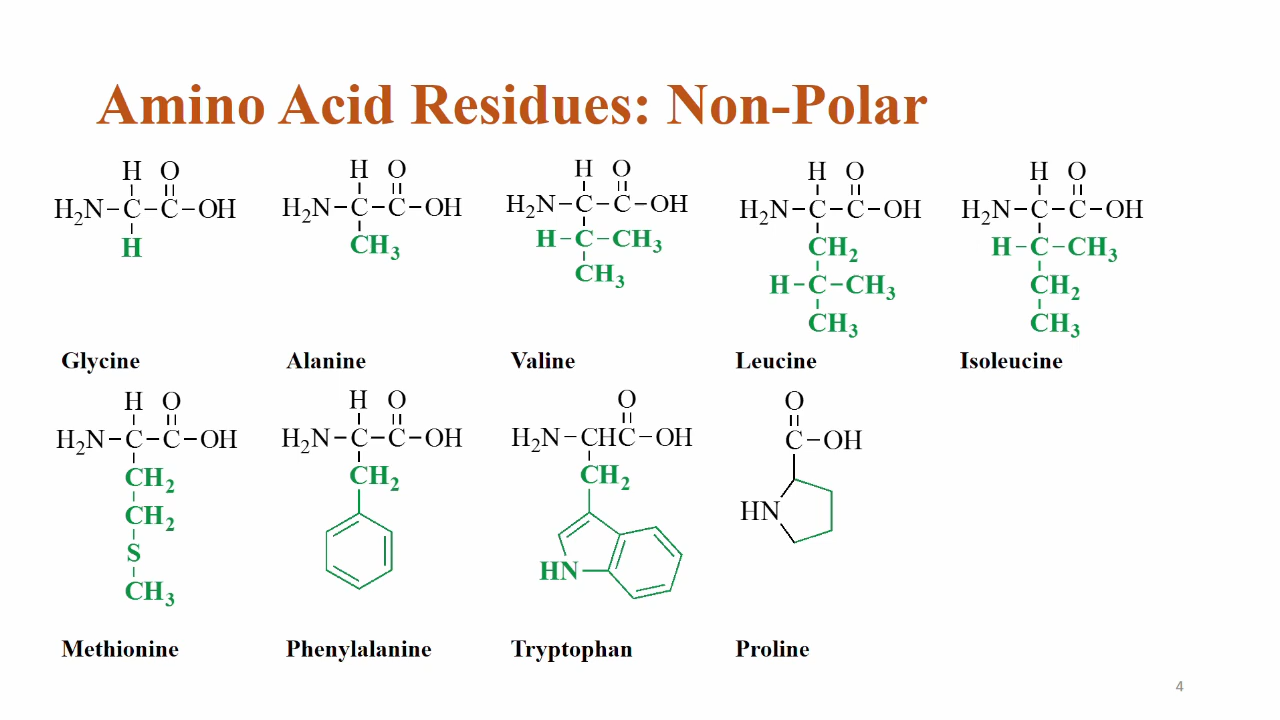 Amino Acid Residues: Non-Polar
H O
H₂N–C–C–OH
H
H O
H₂N–C–C–OH
CH₃
H O
H₂N–C–C–OH
H–C–CH₃
CH₃
H O
H₂N–C–C–OH
CH₂
H–C–CH₃
CH₃
H O
H₂N–C–C–OH
H–C–CH₃
CH₂
CH₃
Glycine Alanine Valine Leucine Isoleucine
H O
H₂N–C–C–OH
CH₂
CH₂
S
CH₃
H O
H₂N–C–C–OH
CH₂
O
H₂N–CHC–OH
CH₂
HN
O
C–OH
HN
Methionine Phenylalanine Tryptophan Proline
4